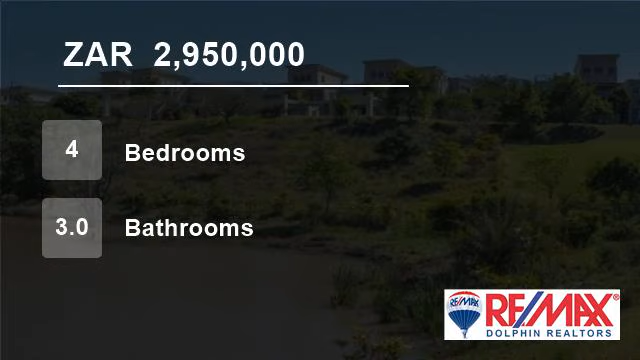 ZAR 2,950,000
4
Bedrooms
3.0
Bathrooms
RE/MAX
RE/MAX®
DOLPHIN REALTORS